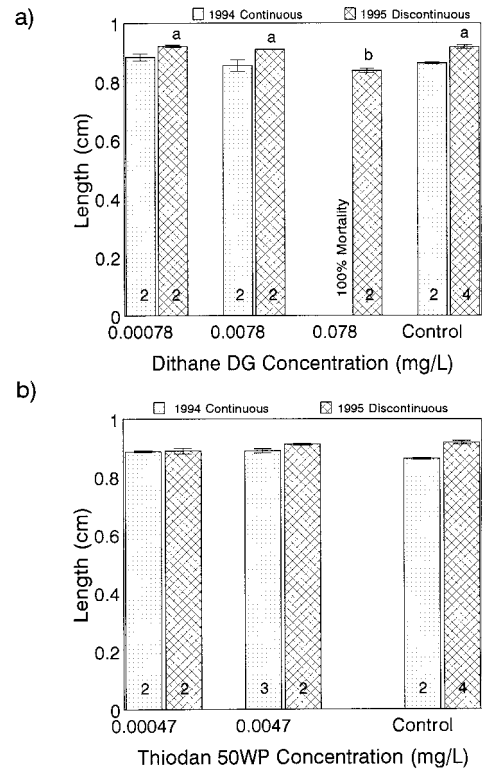 a)
1994 Continuous 1995 Discontinuous
1
0.8
0.6
0.4
0.2
0
Length (cm)
a a b a
100% Mortality
2 2 2 2 2 2 4
0.00078 0.0078 0.078 Control
Dithane DG Concentration (mg/L)
b)
1994 Continuous 1995 Discontinuous
1
0.8
0.6
0.4
0.2
0
Length (cm)
2 2 3 2 2 4
0.00047 0.0047 Control
Thiodan 50WP Concentration (mg/L)